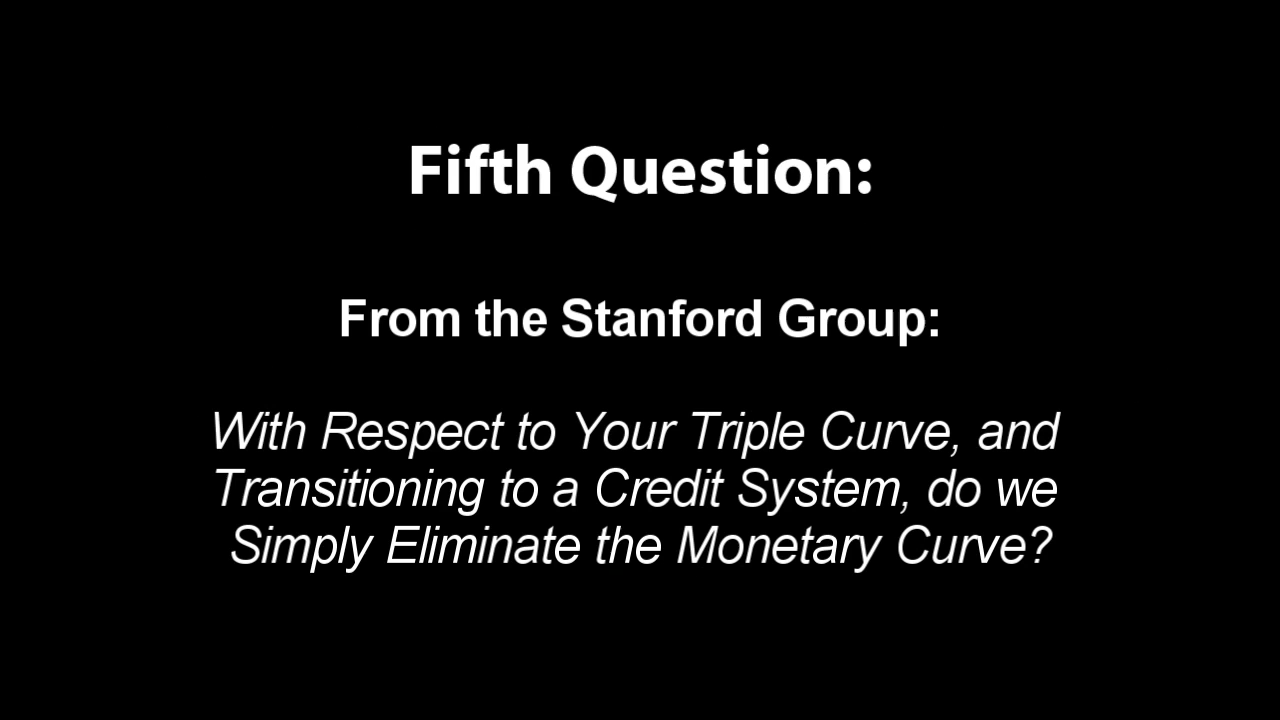 Fifth Question:
From the Stanford Group:
With Respect to Your Triple Curve, and
Transitioning to a Credit System, do we
Simply Eliminate the Monetary Curve?